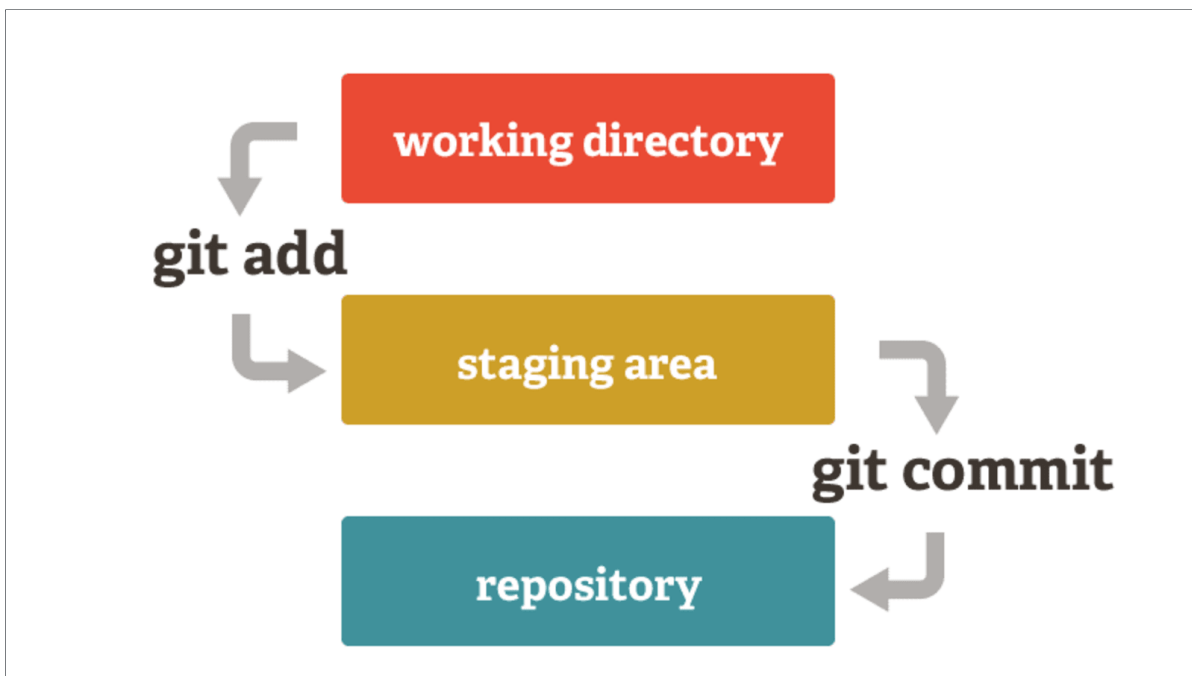 working directory
git add
staging area
git commit
repository